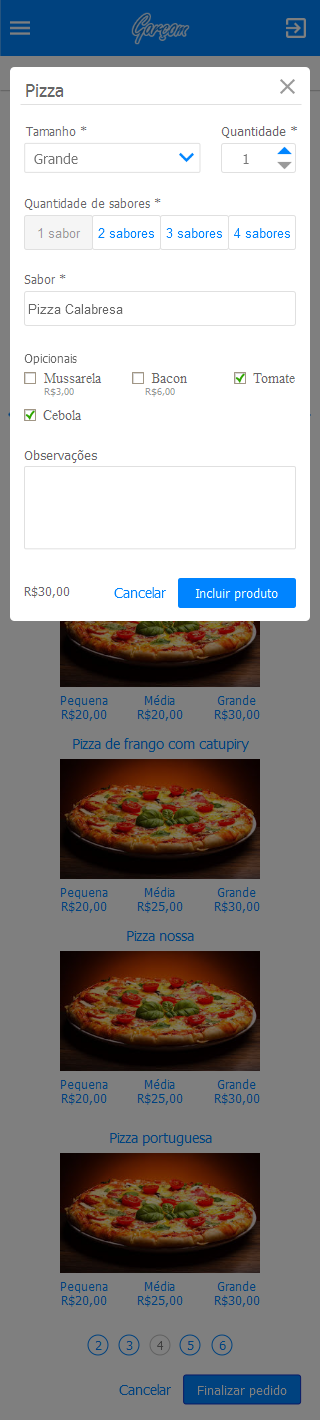 Garçom
Pizza
Tamanho * Quantidade *
Grande 1
Quantidade de sabores *
1 sabor 2 sabores 3 sabores 4 sabores
Sabor *
Pizza Calabresa
Opicionais
Mussarela Bacon Tomate
R$3,00 R$6,00
Cebola
Observações
R$30,00 Cancelar Incluir produto
Pequena Média Grande
R$20,00 R$20,00 R$30,00
Pizza de frango com catupiry
Pequena Média Grande
R$20,00 R$25,00 R$30,00
Pizza nossa
Pequena Média Grande
R$20,00 R$25,00 R$30,00
Pizza portuguesa
Pequena Média Grande
R$20,00 R$25,00 R$30,00
2 3 4 5 6
Cancelar Finalizar pedido